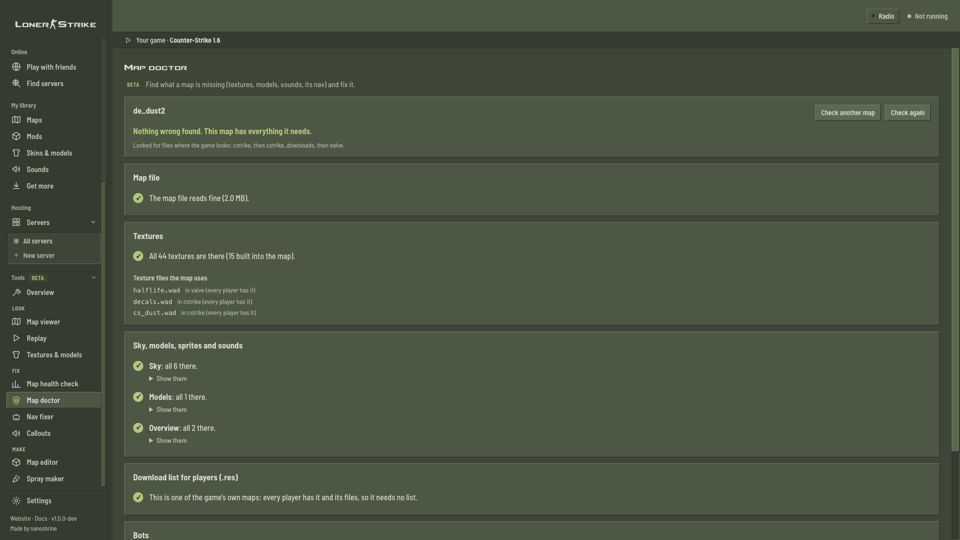 LONER STRIKE
Online
Play with friends
Find servers
My library
Maps
Mods
Skins & models
Sounds
Get more
Hosting
Servers
All servers
New server
Tools BETA
Overview
LOOK
Map viewer
Replay
Textures & models
FIX
Map health check
Map doctor
Nav fixer
Callouts
MAKE
Map editor
Spray maker
Settings
Website · Docs · v1.0.0-dev
Made by nanoshrine
Radio
Not running
Your game · Counter-Strike 1.6
MAP DOCTOR
BETA Find what a map is missing (textures, models, sounds, its nav) and fix it.
de_dust2
Check another map
Check again
Nothing wrong found. This map has everything it needs.
Looked for files where the game looks: cstrike, then cstrike_downloads, then valve.
Map file
The map file reads fine (2.0 MB).
Textures
All 44 textures are there (15 built into the map).
Texture files the map uses
halflife.wad in valve (every player has it)
decals.wad in cstrike (every player has it)
cs_dust.wad in cstrike (every player has it)
Sky, models, sprites and sounds
Sky: all 6 there.
Show them
Models: all 1 there.
Show them
Overview: all 2 there.
Show them
Download list for players (.res)
This is one of the game's own maps: every player has it and its files, so it needs no list.
Bots